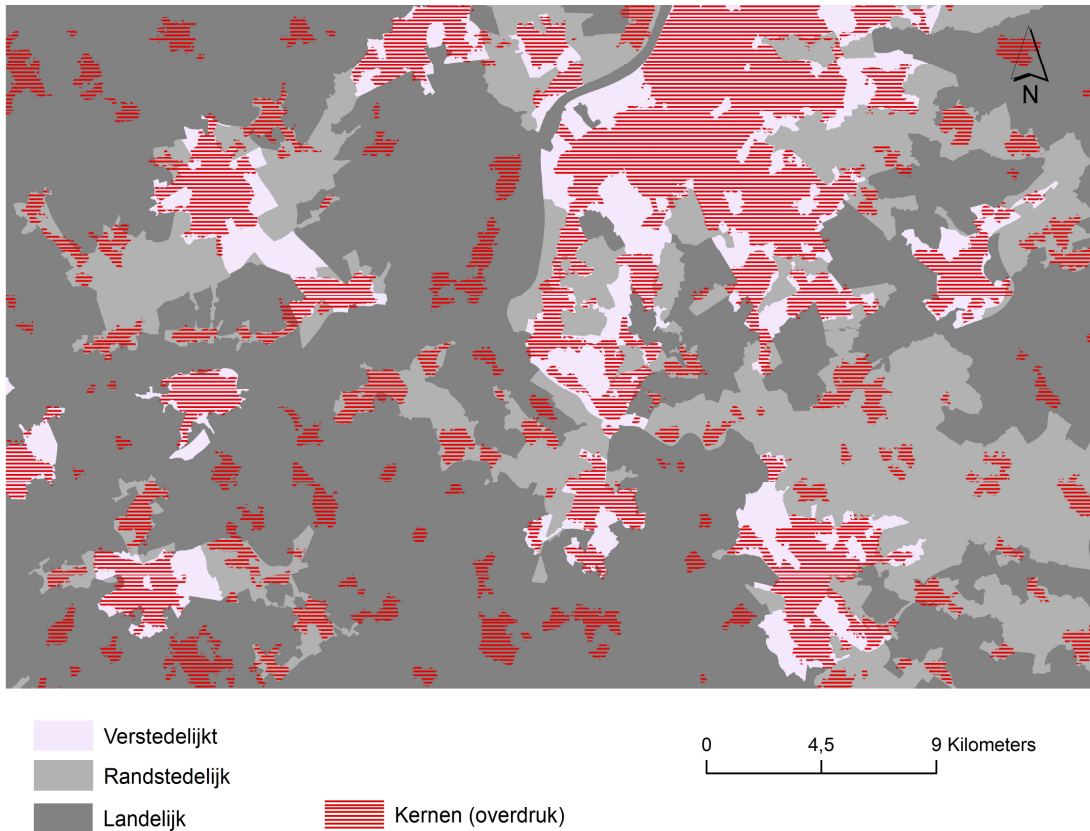 N
Verstedelijkt
Randstedelijk
Landelijk
Kernen (overdruk)
0 4,5 9 Kilometers